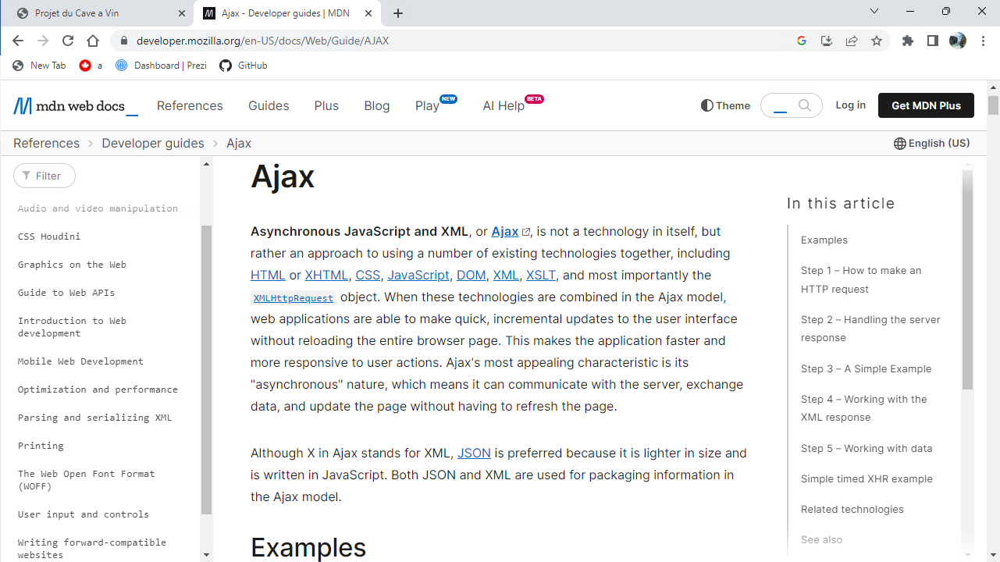 Projet du Cave a Vin
Ajax - Developer guides | MDN
developer.mozilla.org/en-US/docs/Web/Guide/AJAX
New Tab
a
Dashboard | Prezi
GitHub
mdn web docs_
References
Guides
Plus
Blog
Play NEW
AI Help BETA
Theme
Log in
Get MDN Plus
References
Developer guides
Ajax
English (US)
Filter
Audio and video manipulation
CSS Houdini
Graphics on the Web
Guide to Web APIs
Introduction to Web
development
Mobile Web Development
Optimization and performance
Parsing and serializing XML
Printing
The Web Open Font Format
(WOFF)
User input and controls
Writing forward-compatible
websites
Ajax
Asynchronous JavaScript and XML, or Ajax, is not a technology in itself, but
rather an approach to using a number of existing technologies together, including
HTML or XHTML, CSS, JavaScript, DOM, XML, XSLT, and most importantly the
XMLHttpRequest object. When these technologies are combined in the Ajax model,
web applications are able to make quick, incremental updates to the user interface
without reloading the entire browser page. This makes the application faster and
more responsive to user actions. Ajax's most appealing characteristic is its
"asynchronous" nature, which means it can communicate with the server, exchange
data, and update the page without having to refresh the page.
Although X in Ajax stands for XML, JSON is preferred because it is lighter in size and
is written in JavaScript. Both JSON and XML are used for packaging information in
the Ajax model.
Examples
In this article
Examples
Step 1 – How to make an
HTTP request
Step 2 – Handling the server
response
Step 3 – A Simple Example
Step 4 – Working with the
XML response
Step 5 – Working with data
Simple timed XHR example
Related technologies
See also